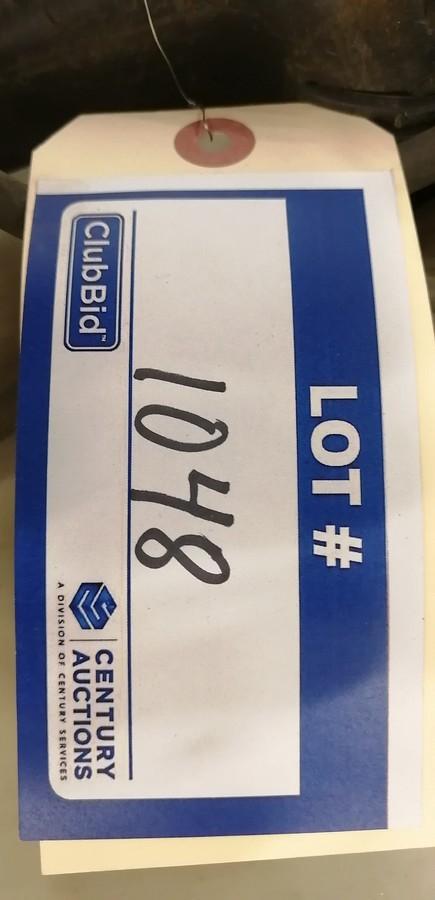 LOT #
1048
ClubBid™
CENTURY
AUCTIONS
A DIVISION OF CENTURY SERVICES